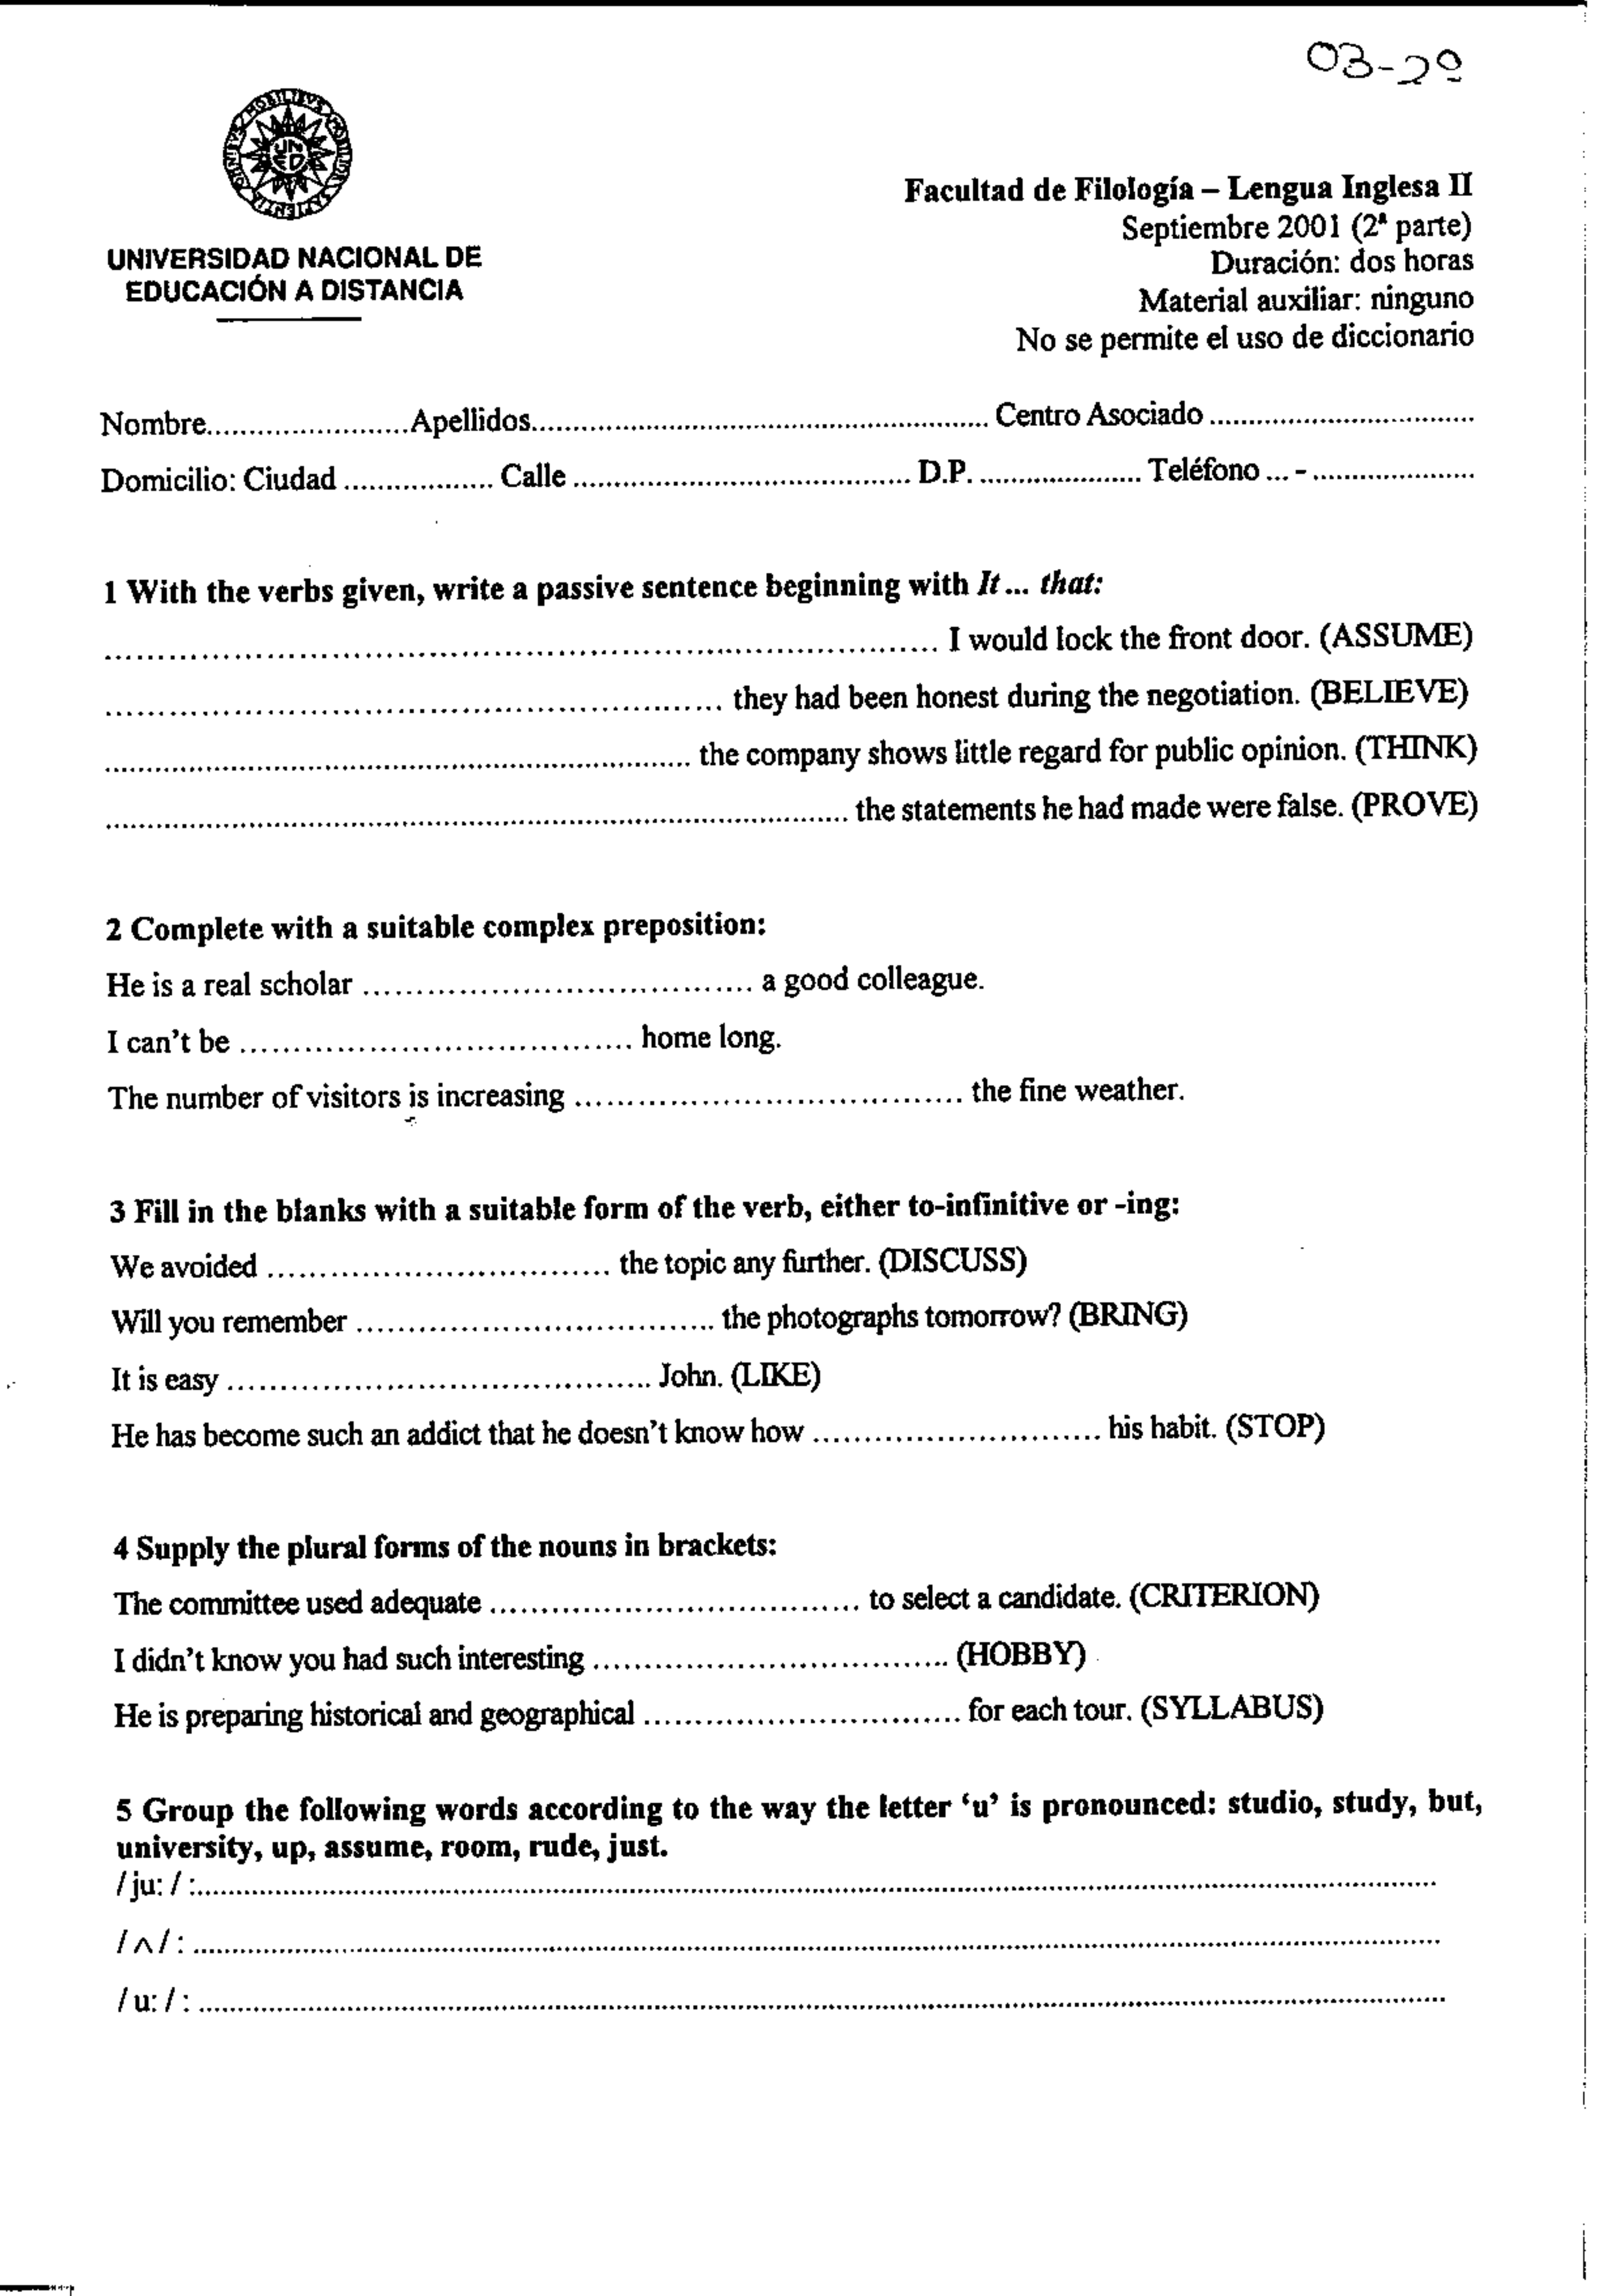 03-2º
UNED
UNIVERSIDAD NACIONAL DE
EDUCACIÓN A DISTANCIA
Facultad de Filología – Lengua Inglesa II
Septiembre 2001 (2ª parte)
Duración: dos horas
Material auxiliar: ninguno
No se permite el uso de diccionario
Nombre........................Apellidos...................................................... Centro Asociado ...............................
Domicilio: Ciudad .................. Calle ........................................ D.P. ................... Teléfono ... - ...................
1 With the verbs given, write a passive sentence beginning with It ... that:
.................................................................................... I would lock the front door. (ASSUME)
.............................................................. they had been honest during the negotiation. (BELIEVE)
.......................................................... the company shows little regard for public opinion. (THINK)
.......................................................................... the statements he had made were false. (PROVE)
2 Complete with a suitable complex preposition:
He is a real scholar ...................................... a good colleague.
I can't be ...................................... home long.
The number of visitors is increasing ...................................... the fine weather.
3 Fill in the blanks with a suitable form of the verb, either to-infinitive or -ing:
We avoided ................................. the topic any further. (DISCUSS)
Will you remember ................................... the photographs tomorrow? (BRING)
It is easy ......................................... John. (LIKE)
He has become such an addict that he doesn't know how ............................ his habit. (STOP)
4 Supply the plural forms of the nouns in brackets:
The committee used adequate .................................... to select a candidate. (CRITERION)
I didn't know you had such interesting ................................... (HOBBY)
He is preparing historical and geographical ............................... for each tour. (SYLLABUS)
5 Group the following words according to the way the letter ‘u’ is pronounced: studio, study, but,
university, up, assume, room, rude, just.
/ ju: / :....................................................................................................
/ ʌ / : ....................................................................................................
/ u: / : ....................................................................................................